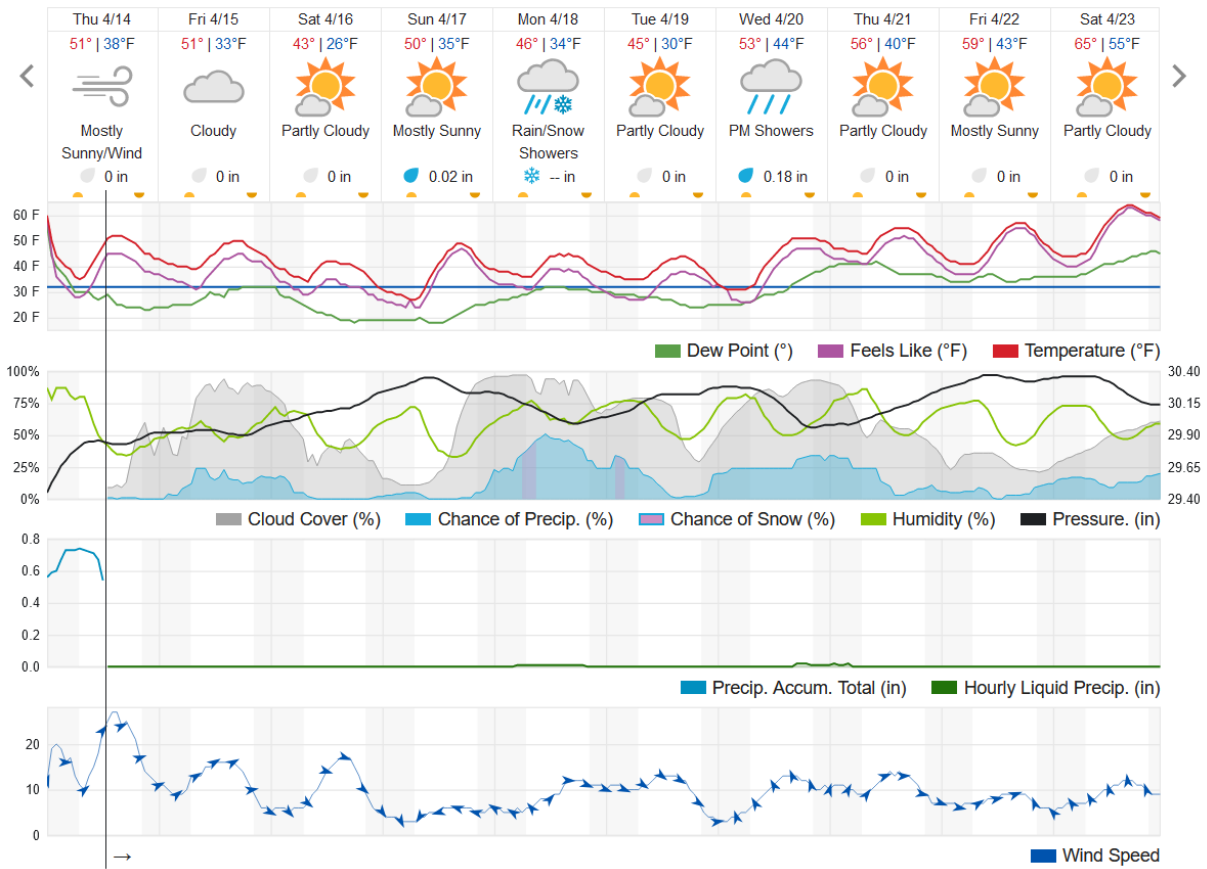 Thu 4/14 Fri 4/15 Sat 4/16 Sun 4/17 Mon 4/18 Tue 4/19 Wed 4/20 Thu 4/21 Fri 4/22 Sat 4/23
51° | 38°F 51° | 33°F 43° | 26°F 50° | 35°F 46° | 34°F 45° | 30°F 53° | 44°F 56° | 40°F 59° | 43°F 65° | 55°F
Mostly Cloudy Partly Cloudy Mostly Sunny Rain/Snow Partly Cloudy PM Showers Partly Cloudy Mostly Sunny Partly Cloudy
Sunny/Wind Showers
0 in 0 in 0 in 0.02 in -- in 0 in 0.18 in 0 in 0 in 0 in
60 F
50 F
40 F
30 F
20 F
Dew Point (°) Feels Like (°F) Temperature (°F)
100% 30.40
75% 30.15
50% 29.90
25% 29.65
0% 29.40
Cloud Cover (%) Chance of Precip. (%) Chance of Snow (%) Humidity (%) Pressure. (in)
0.8
0.6
0.4
0.2
0.0
Precip. Accum. Total (in) Hourly Liquid Precip. (in)
20
10
0
→
Wind Speed